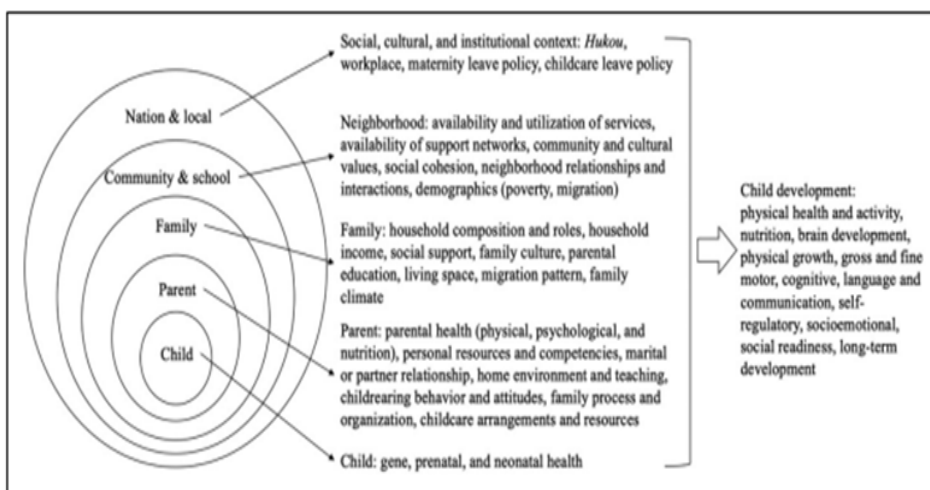 Nation & local
Community & school
Family
Parent
Child
Social, cultural, and institutional context: Hukou,
workplace, maternity leave policy, childcare leave policy
Neighborhood: availability and utilization of services,
availability of support networks, community and cultural
values, social cohesion, neighborhood relationships and
interactions, demographics (poverty, migration)
Family: household composition and roles, household
income, social support, family culture, parental
education, living space, migration pattern, family
climate
Parent: parental health (physical, psychological, and
nutrition), personal resources and competencies, marital
or partner relationship, home environment and teaching,
childrearing behavior and attitudes, family process and
organization, childcare arrangements and resources
Child: gene, prenatal, and neonatal health
Child development:
physical health and activity,
nutrition, brain development,
physical growth, gross and fine
motor, cognitive, language and
communication, self-
regulatory, socioemotional,
social readiness, long-term
development